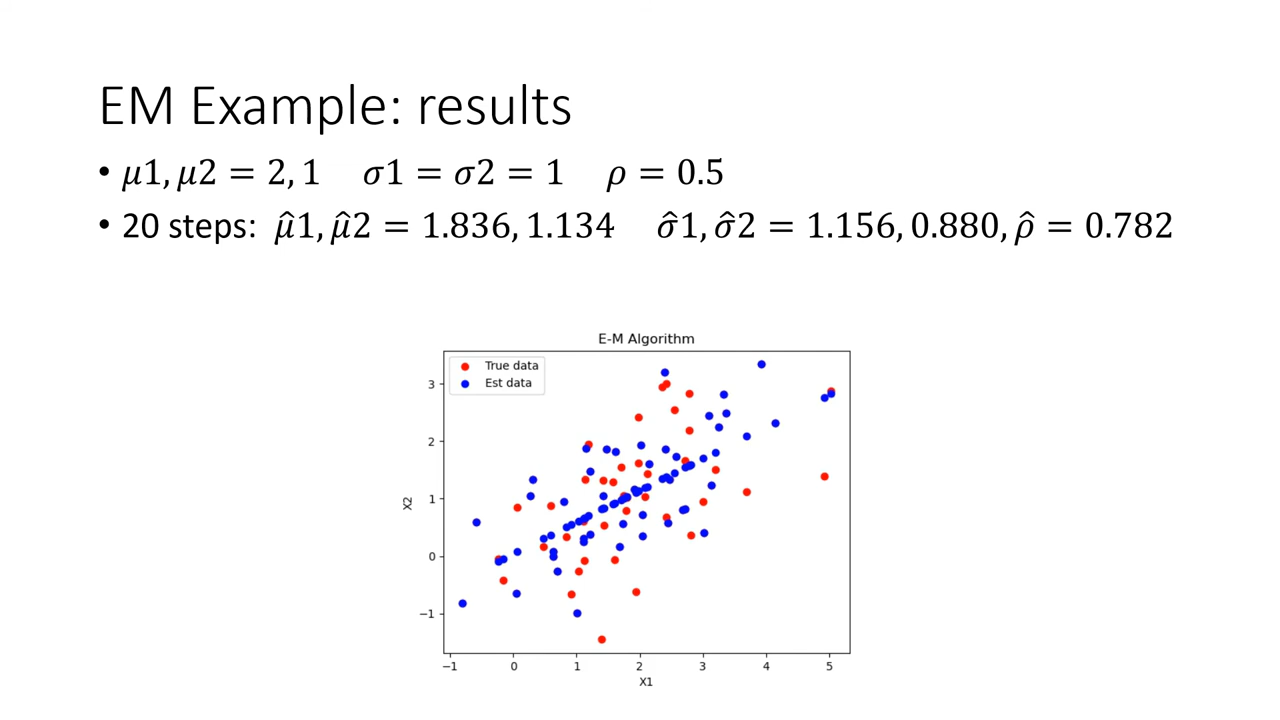 EM Example: results
• μ1, μ2 = 2, 1 σ1 = σ2 = 1 ρ = 0.5
• 20 steps: μ̂1, μ̂2 = 1.836, 1.134 σ̂1, σ̂2 = 1.156, 0.880, ρ̂ = 0.782
E-M Algorithm
True data
Est data
3
2
1
0
−1
X2
−1 0 1 2 3 4 5
X1